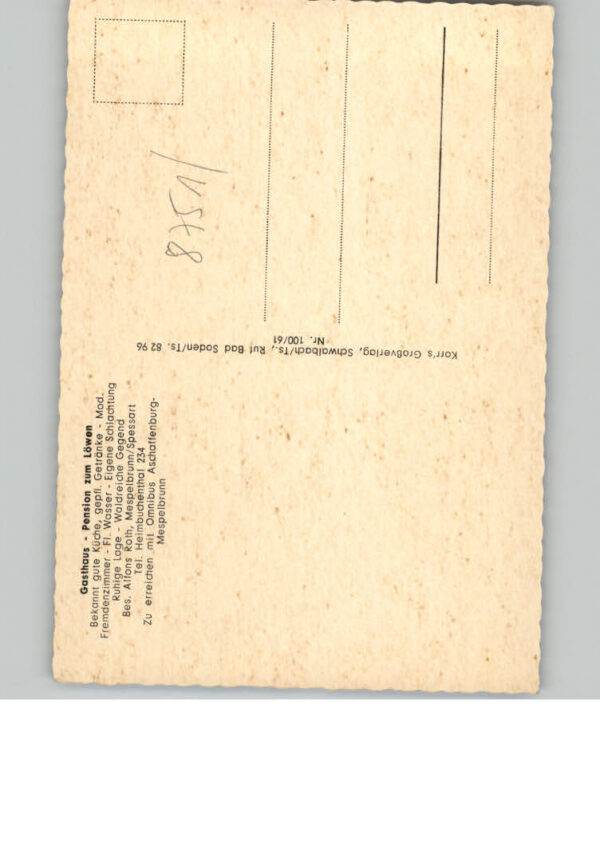 Gasthaus - Pension zum Löwen
Bekannt gute Küche, gepfl. Getränke - Mod.
Fremdenzimmer - Fl. Wasser - Eigene Schlachtung
Ruhige Lage - Waldreiche Gegend
Bes. Alfons Roth, Mespelbrunn/Spessart
Tel. Heimbuchenthal 234
Zu erreichen mit Omnibus Aschaffenburg-
Mespelbrunn
Korr's Großverlag, Schwalbach/Ts., Ruf Bad Soden/Ts. 82 96
Nr. 100/61